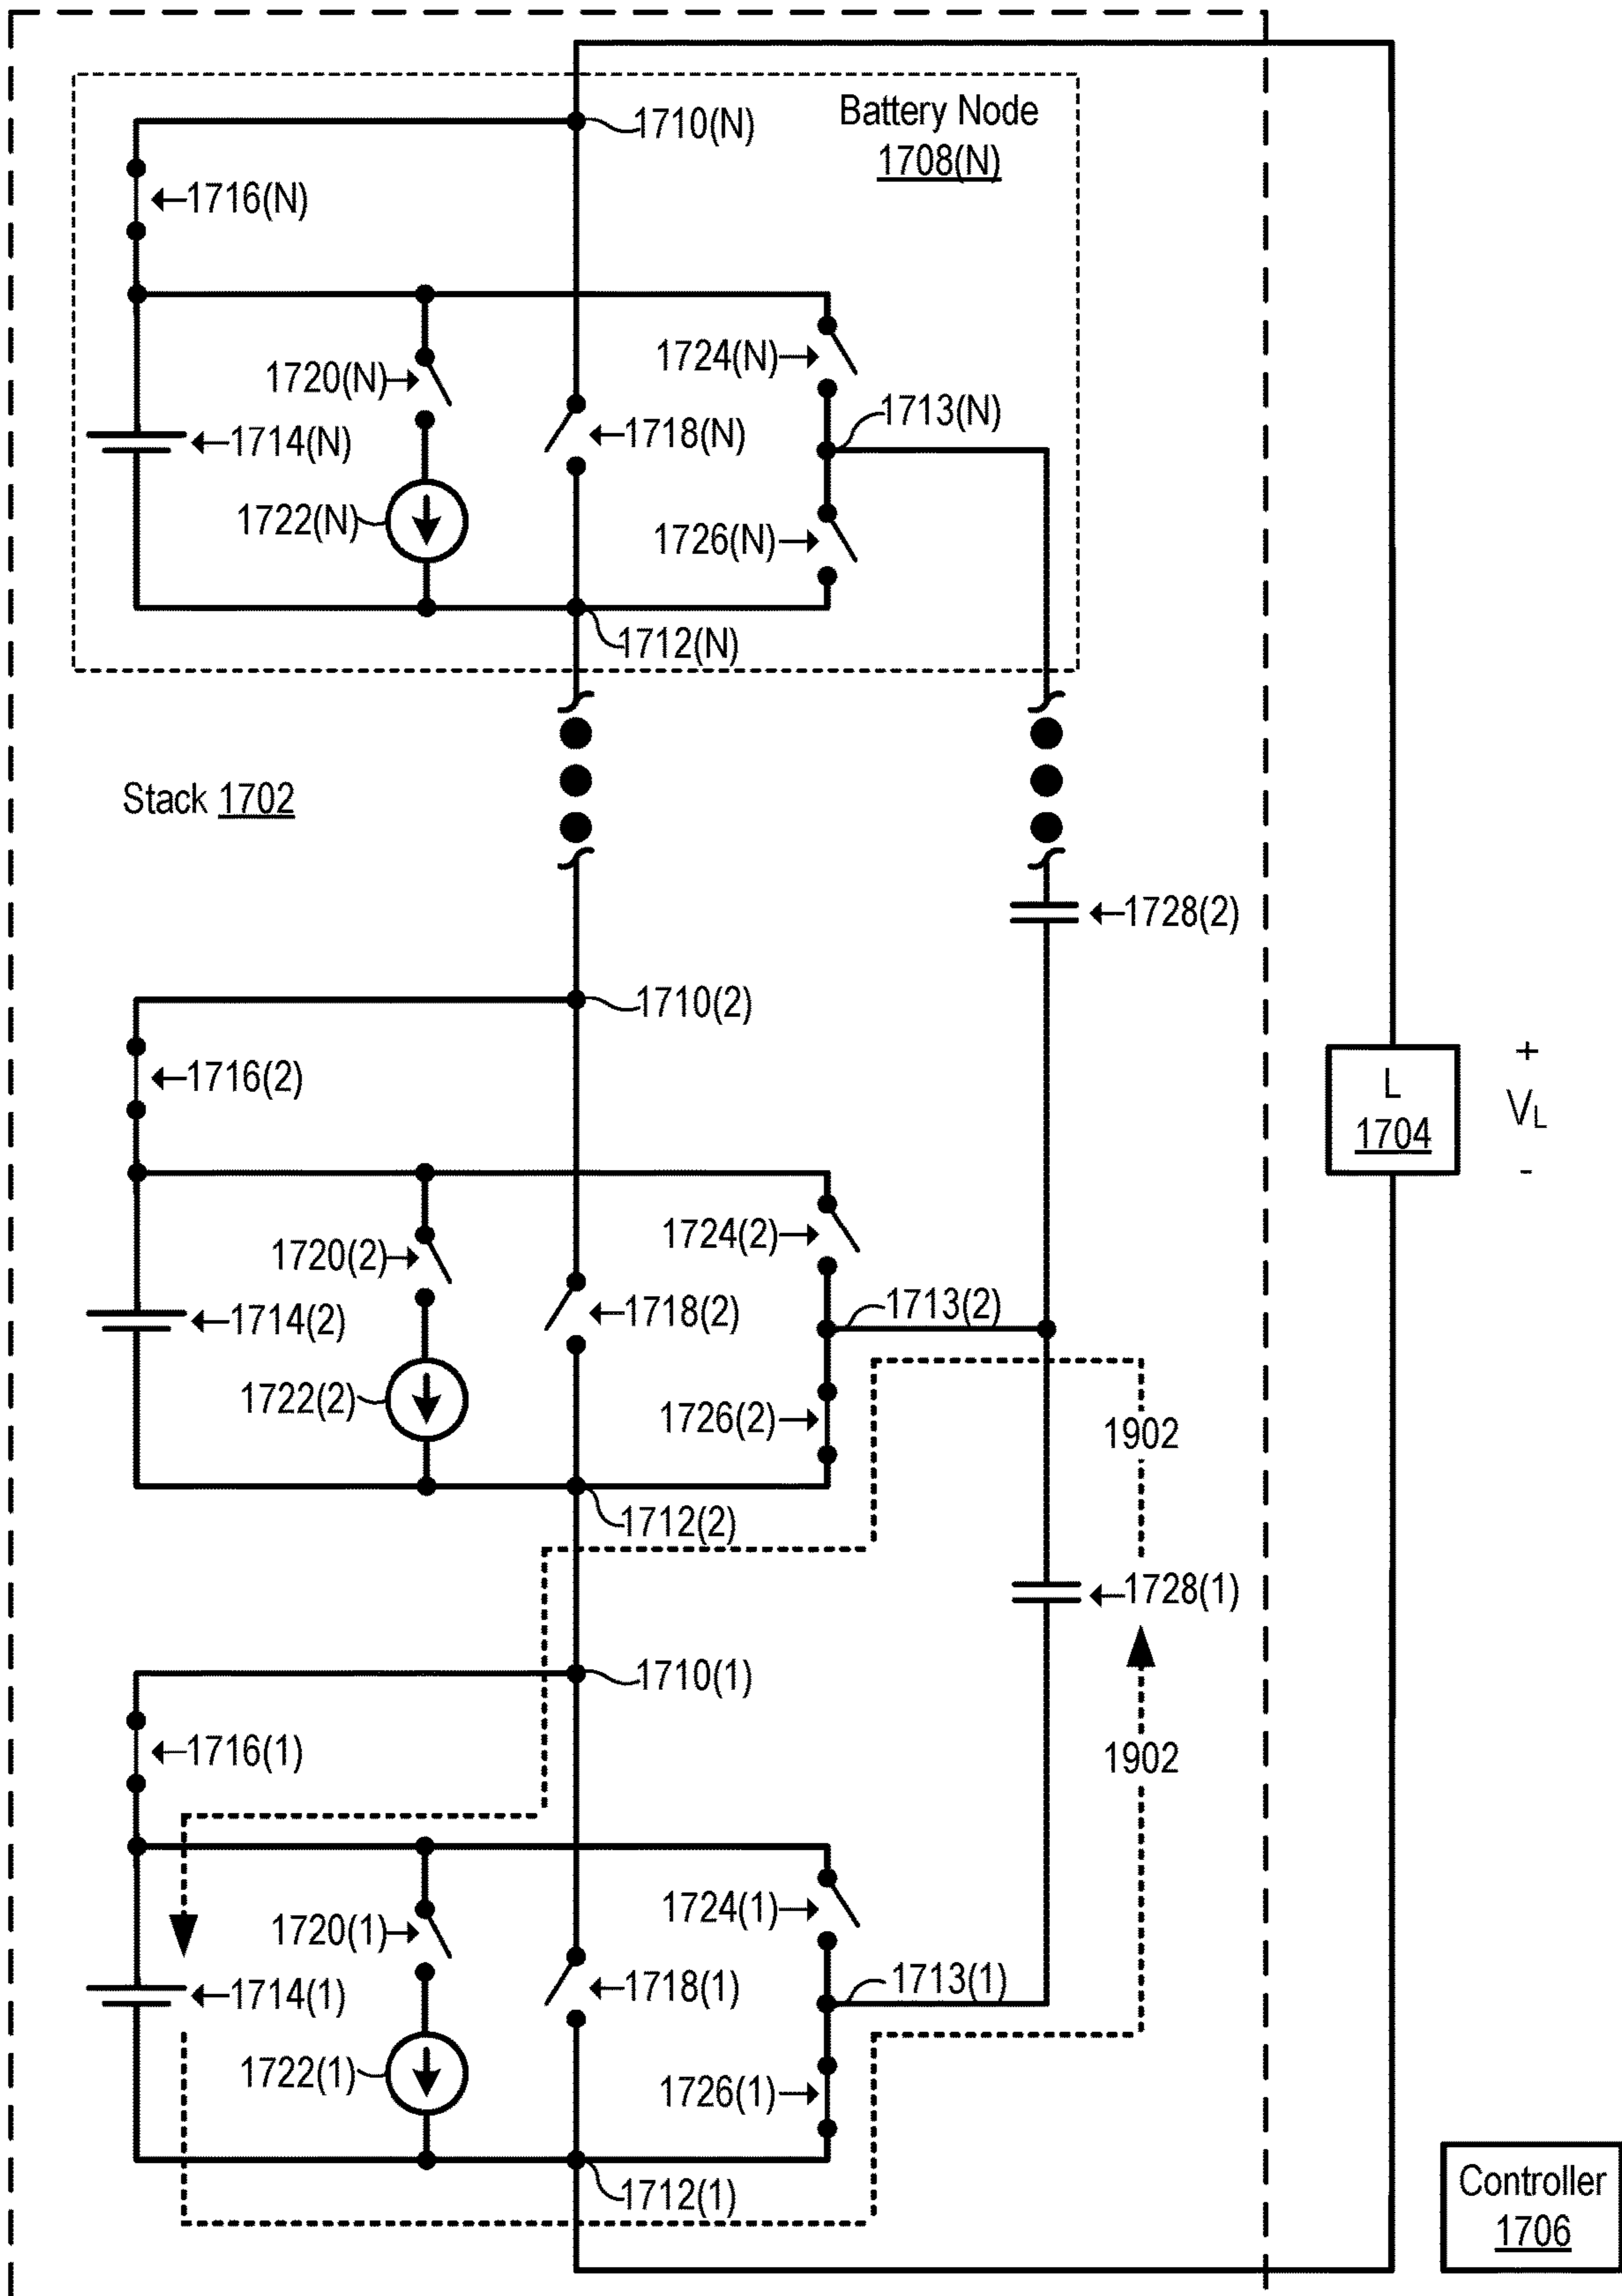 Battery Node
1708(N)
1710(N)
1716(N)
1724(N)
1720(N)
1713(N)
1714(N)
1718(N)
1722(N)
1726(N)
1712(N)
Stack 1702
1728(2)
1710(2)
1716(2)
+
L
1704
VL
-
1724(2)
1720(2)
1713(2)
1714(2)
1718(2)
1722(2)
1726(2)
1902
1712(2)
1728(1)
1710(1)
1716(1)
1902
1724(1)
1720(1)
1713(1)
1714(1)
1718(1)
1722(1)
1726(1)
1712(1)
Controller
1706